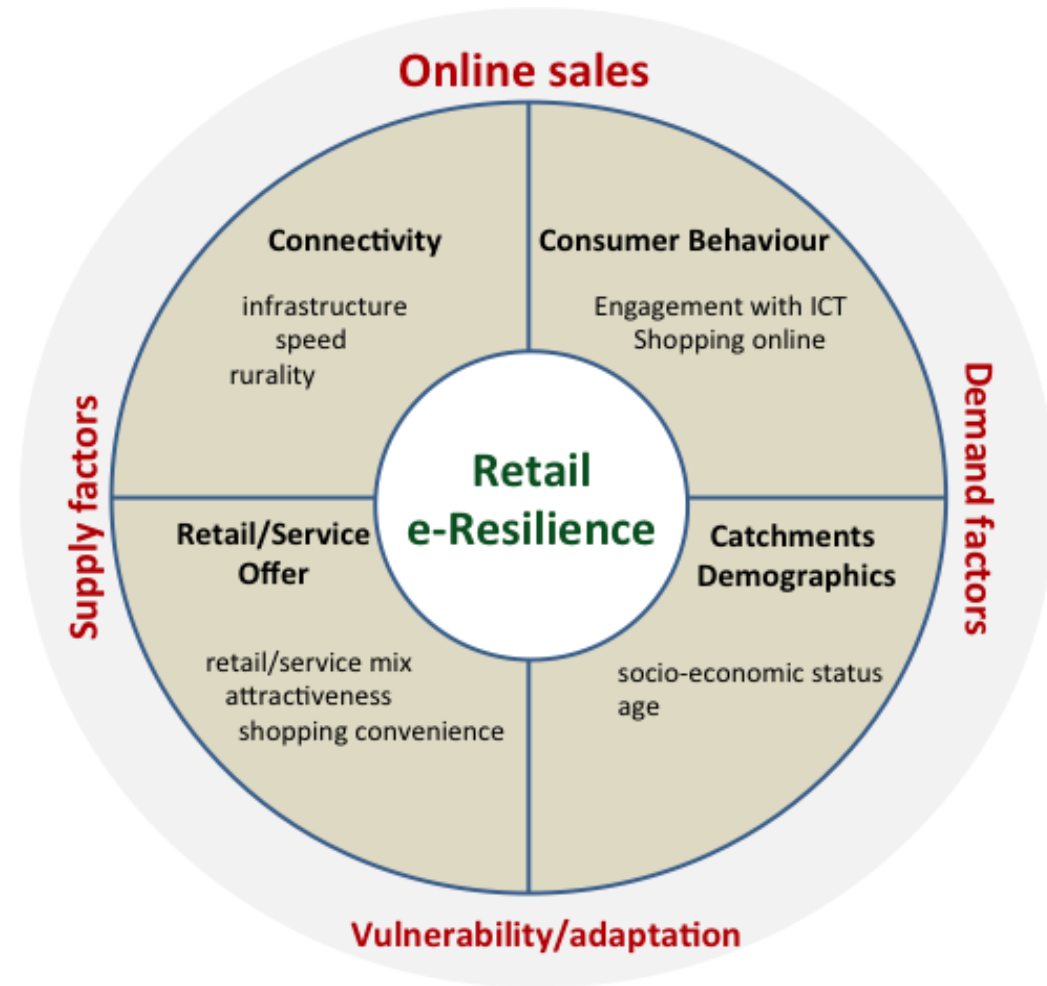 Online sales
Connectivity
infrastructure
speed
rurality
Consumer Behaviour
Engagement with ICT
Shopping online
Supply factors
Demand factors
Retail
e-Resilience
Retail/Service
Offer
retail/service mix
attractiveness
shopping convenience
Catchments
Demographics
socio-economic status
age
Vulnerability/adaptation